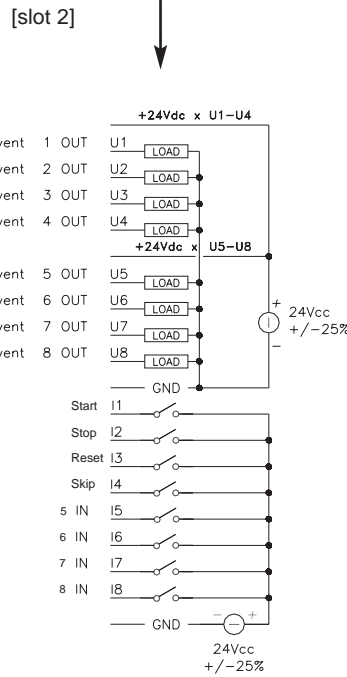 [slot 2]
+24Vdc x U1-U4
vent 1 OUT U1 LOAD
vent 2 OUT U2 LOAD
vent 3 OUT U3 LOAD
vent 4 OUT U4 LOAD
+24Vdc x U5-U8
vent 5 OUT U5 LOAD
vent 6 OUT U6 LOAD
vent 7 OUT U7 LOAD
vent 8 OUT U8 LOAD
+ 24Vcc
+/-25%
-
GND
Start I1
Stop I2
Reset I3
Skip I4
5 IN I5
6 IN I6
7 IN I7
8 IN I8
GND - +
24Vcc
+/-25%